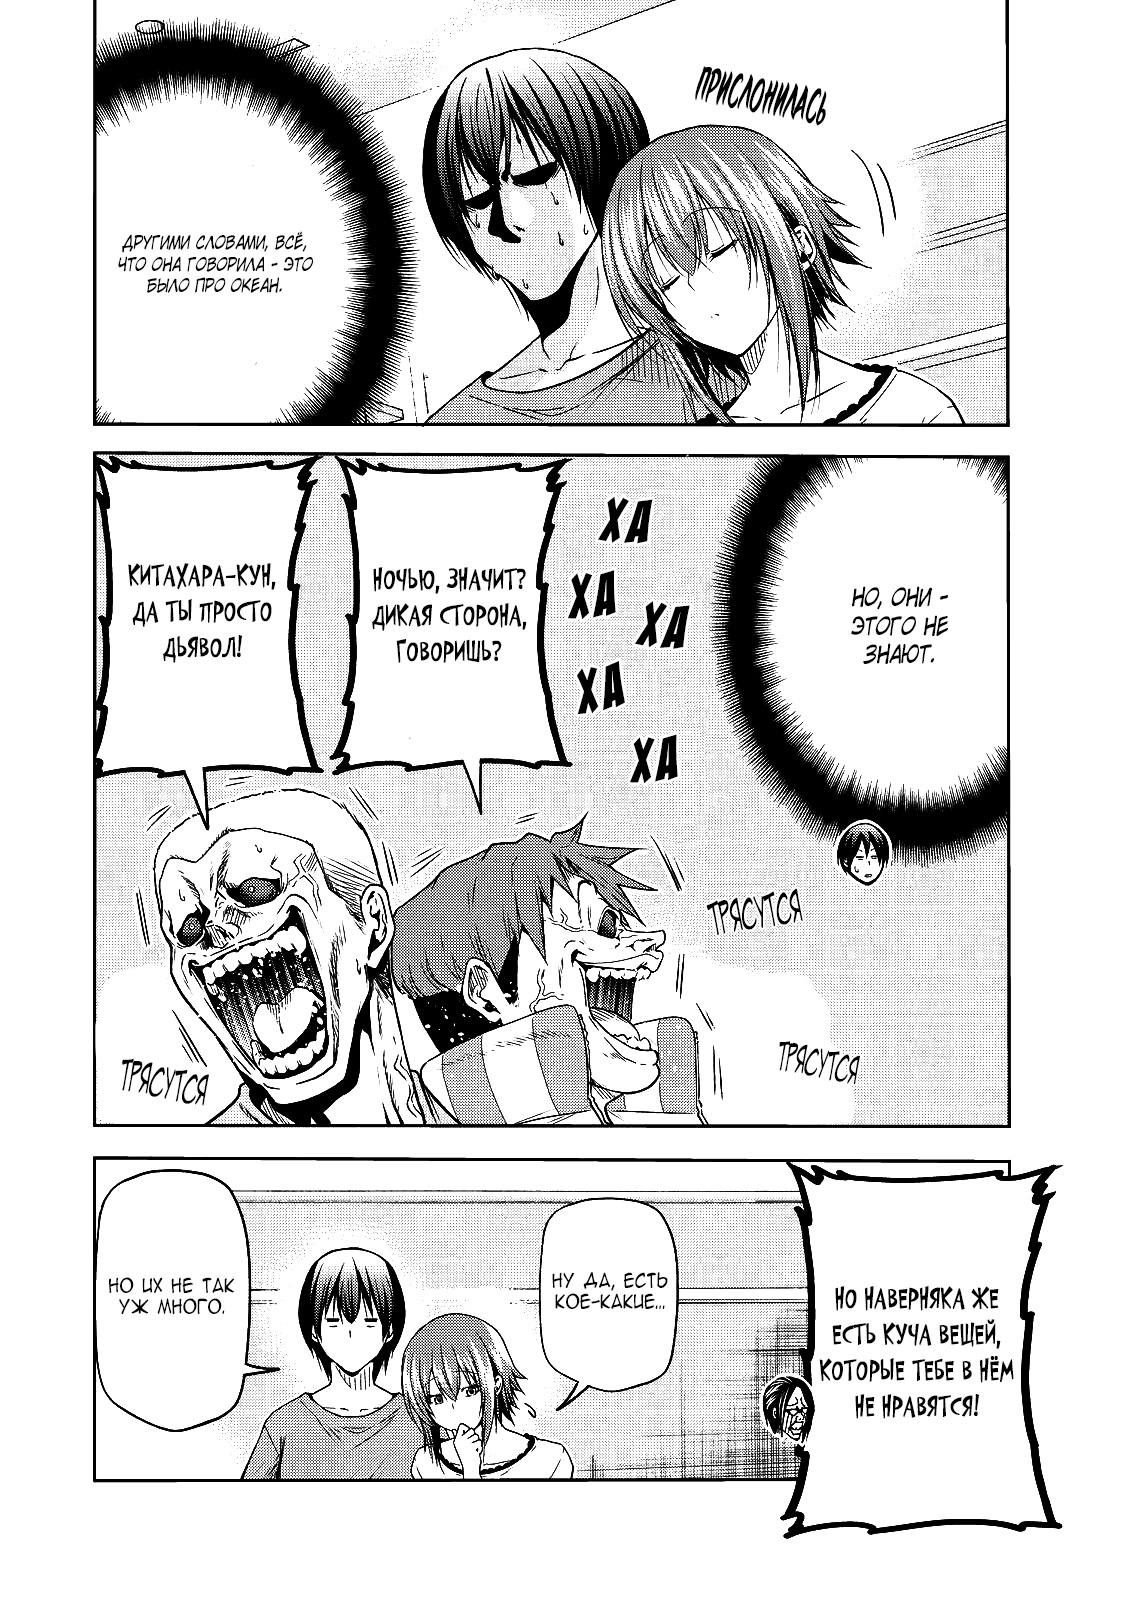 ПРИСЛОНИЛАСЬ
ДРУГИМИ СЛОВАМИ, ВСЁ,
ЧТО ОНА ГОВОРИЛА - ЭТО
БЫЛО ПРО ОКЕАН.
НО, ОНИ -
ЭТОГО НЕ
ЗНАЮТ.
ХА
ХА
ХА
ХА
ХА
НОЧЬЮ, ЗНАЧИТ?
ДИКАЯ СТОРОНА,
ГОВОРИШЬ?
КИТАХАРА-КУН,
ДА ТЫ ПРОСТО
ДЬЯВОЛ!
ТРЯСУТСЯ
ТРЯСУТСЯ
ТРЯСУТСЯ
НО НАВЕРНЯКА ЖЕ
ЕСТЬ КУЧА ВЕЩЕЙ,
КОТОРЫЕ ТЕБЕ В НЁМ
НЕ НРАВЯТСЯ!
НУ ДА, ЕСТЬ
КОЕ-КАКИЕ...
НО ИХ НЕ ТАК
УЖ МНОГО.